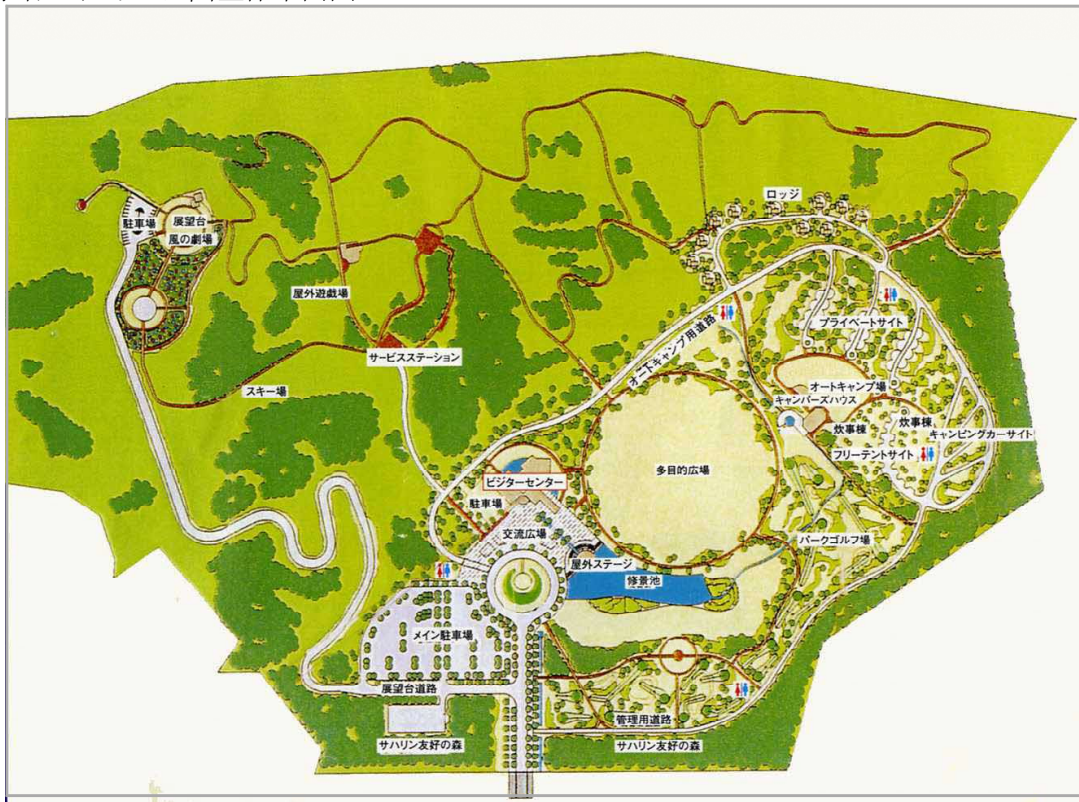 ロッジ
駐車場
展望台
風の劇場
屋外遊戯場
プライベートサイト
オートキャンプ用道路
サービスステーション
スキー場
オートキャンプ場
キャンパーズハウス
炊事棟
炊事棟
キャンピングカーサイト
フリーテントサイト
多目的広場
ビジターセンター
駐車場
交流広場
パークゴルフ場
屋外ステージ
修景池
メイン駐車場
展望台道路
管理用道路
サハリン友好の森
サハリン友好の森